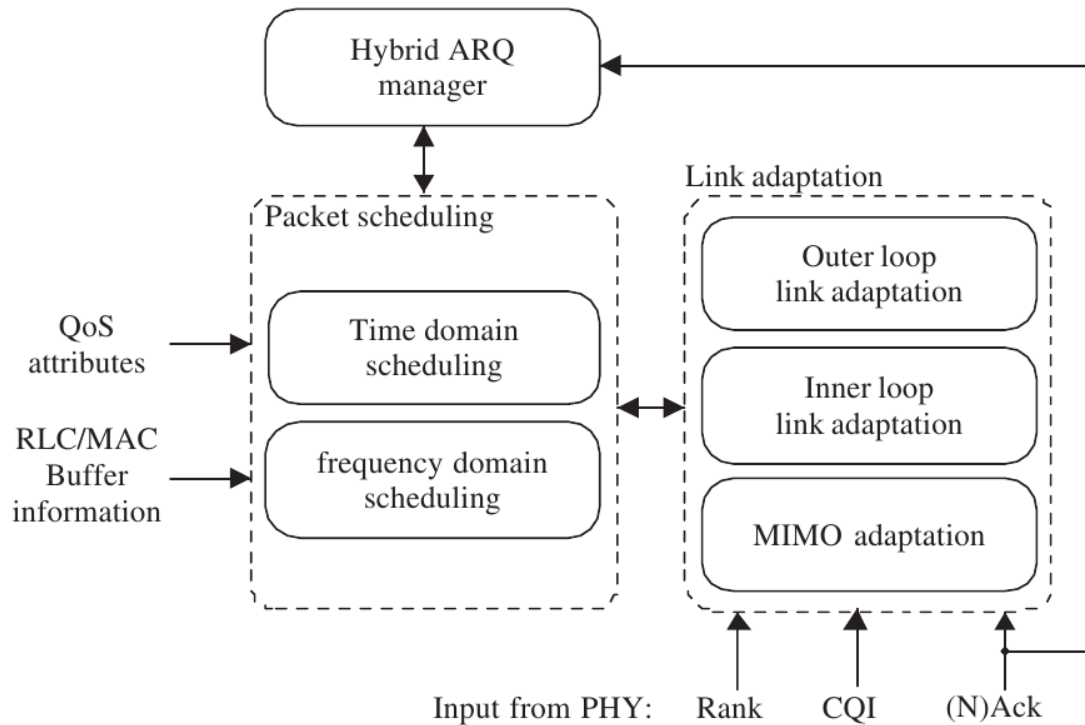 Hybrid ARQ
manager
Packet scheduling
Link adaptation
Time domain
scheduling
frequency domain
scheduling
QoS
attributes
RLC/MAC
Buffer
information
Outer loop
link adaptation
Inner loop
link adaptation
MIMO adaptation
Input from PHY: Rank CQI (N)Ack